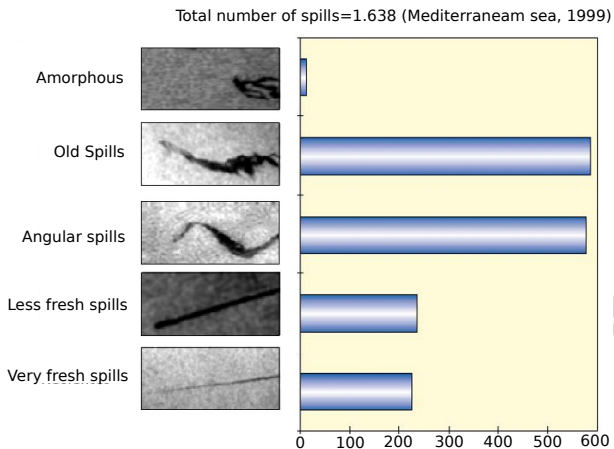 Total number of spills=1.638 (Mediterraneam sea, 1999)
Amorphous
Old Spills
Angular spills
Less fresh spills
Very fresh spills
0 100 200 300 400 500 600